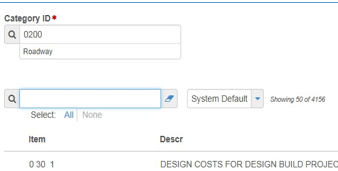 Category ID*
0200
Roadway
System Default
Showing 50 of 4156
Select: All None
Item Descr
0 30 1 DESIGN COSTS FOR DESIGN BUILD PROJEC